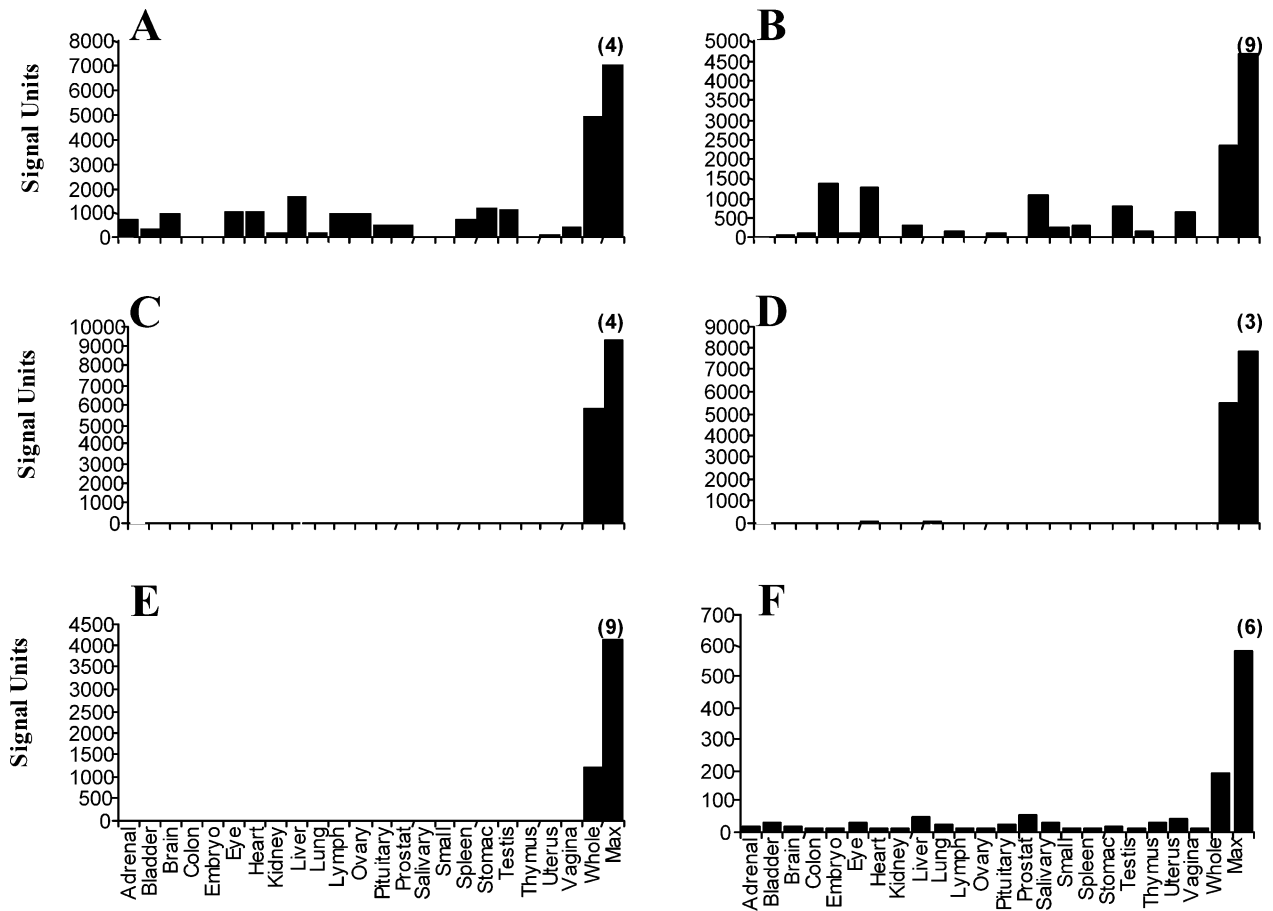 A
(4)
Signal Units
8000
7000
6000
5000
4000
3000
2000
1000
0
B
(9)
5000
4500
4000
3500
3000
2500
2000
1500
1000
500
0
C
(4)
Signal Units
10000
9000
8000
7000
6000
5000
4000
3000
2000
1000
0
D
(3)
9000
8000
7000
6000
5000
4000
3000
2000
1000
0
E
(9)
Signal Units
4500
4000
3500
3000
2500
2000
1500
1000
500
0
Adrenal
Bladder
Brain
Colon
Embryo
Eye
Heart
Kidney
Liver
Lung
Lymph
Ovary
Pituitary
Prostat
Salivary
Small
Spleen
Stomac
Testis
Thymus
Uterus
Vagina
Whole
Max
F
(6)
700
600
500
400
300
200
100
0
Adrenal
Bladder
Brain
Colon
Embryo
Eye
Heart
Kidney
Liver
Lung
Lymph
Ovary
Pituitary
Prostat
Salivary
Small
Spleen
Stomac
Testis
Thymus
Uterus
Vagina
Whole
Max